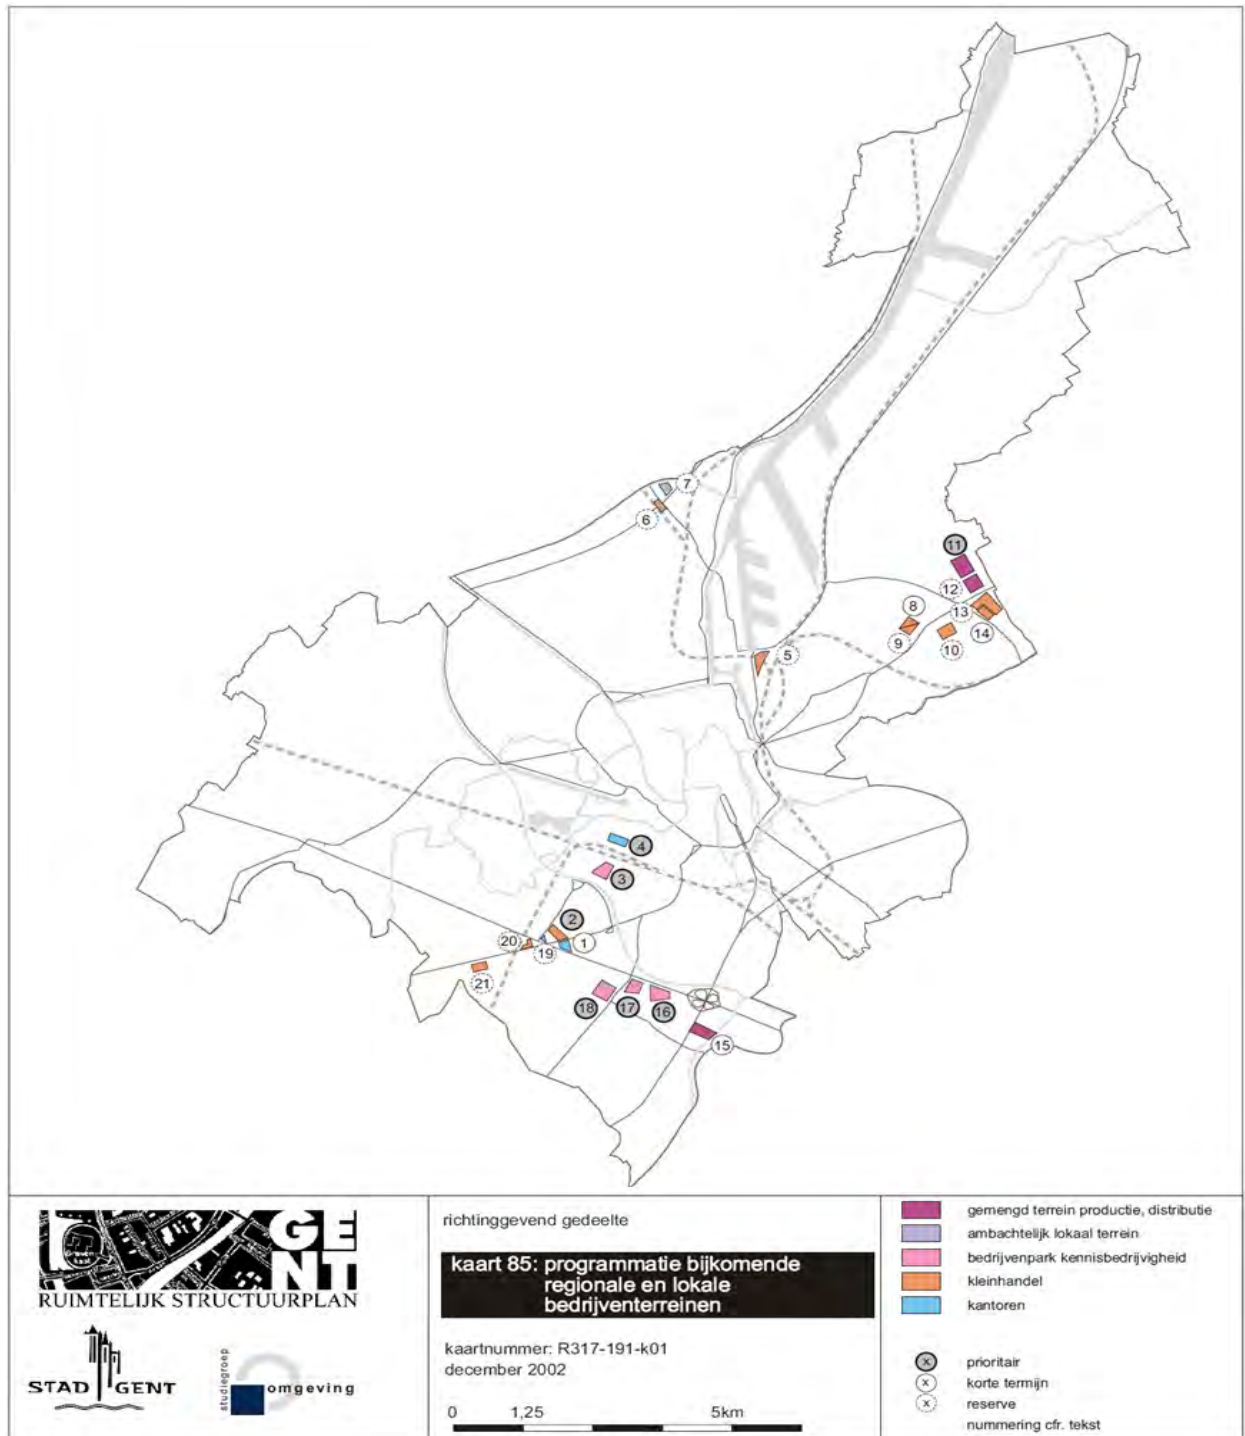 7
6
11
12
8
13
14
9
10
5
4
3
2
20
1
19
21
18
17
16
15
GE
NT
RUIMTELIJK STRUCTUURPLAN
STAD GENT
studiegroep
omgeving
richtinggevend gedeelte
kaart 85: programmatie bijkomende
regionale en lokale
bedrijventerreinen
kaartnummer: R317-191-k01
december 2002
0 1,25 5km
gemengd terrein productie, distributie
ambachtelijk lokaal terrein
bedrijvenpark kennisbedrijvigheid
kleinhandel
kantoren
x prioritair
x korte termijn
x reserve
nummering cfr. tekst